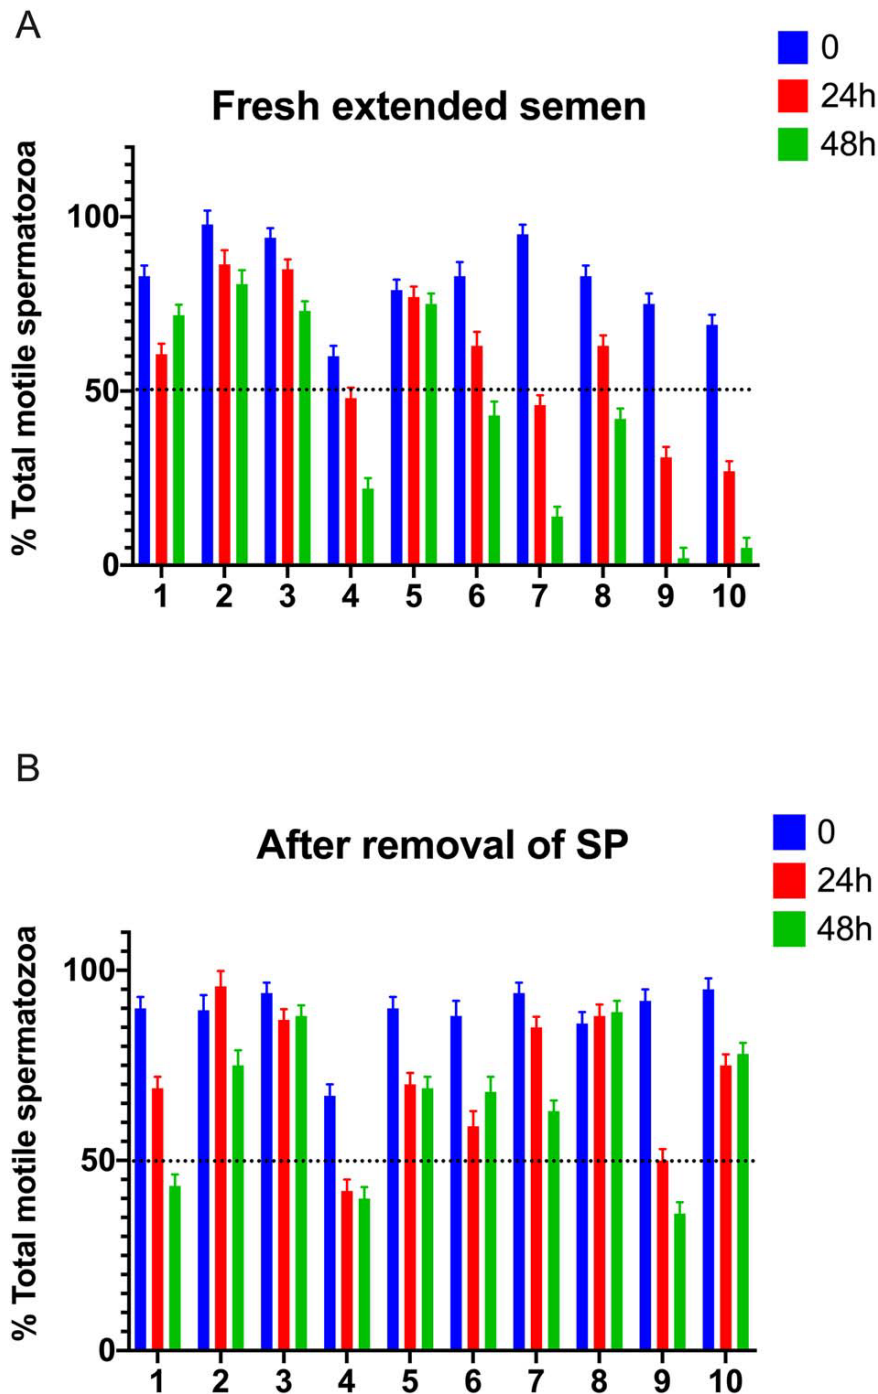 A
0
24h
48h
Fresh extended semen
% Total motile spermatozoa
100
50
0
1 2 3 4 5 6 7 8 9 10
B
0
24h
48h
After removal of SP
% Total motile spermatozoa
100
50
0
1 2 3 4 5 6 7 8 9 10